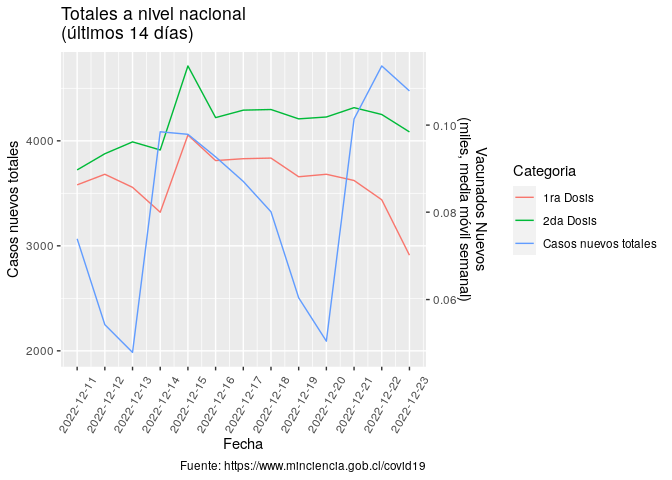 Totales a nivel nacional
(últimos 14 días)
Casos nuevos totales
4000
3000
2000
0.10
0.08
0.06
Vacunados Nuevos
(miles, media móvil semanal)
2022-12-11
2022-12-12
2022-12-13
2022-12-14
2022-12-15
2022-12-16
2022-12-17
2022-12-18
2022-12-19
2022-12-20
2022-12-21
2022-12-22
2022-12-23
Fecha
Fuente: https://www.minciencia.gob.cl/covid19
Categoria
1ra Dosis
2da Dosis
Casos nuevos totales